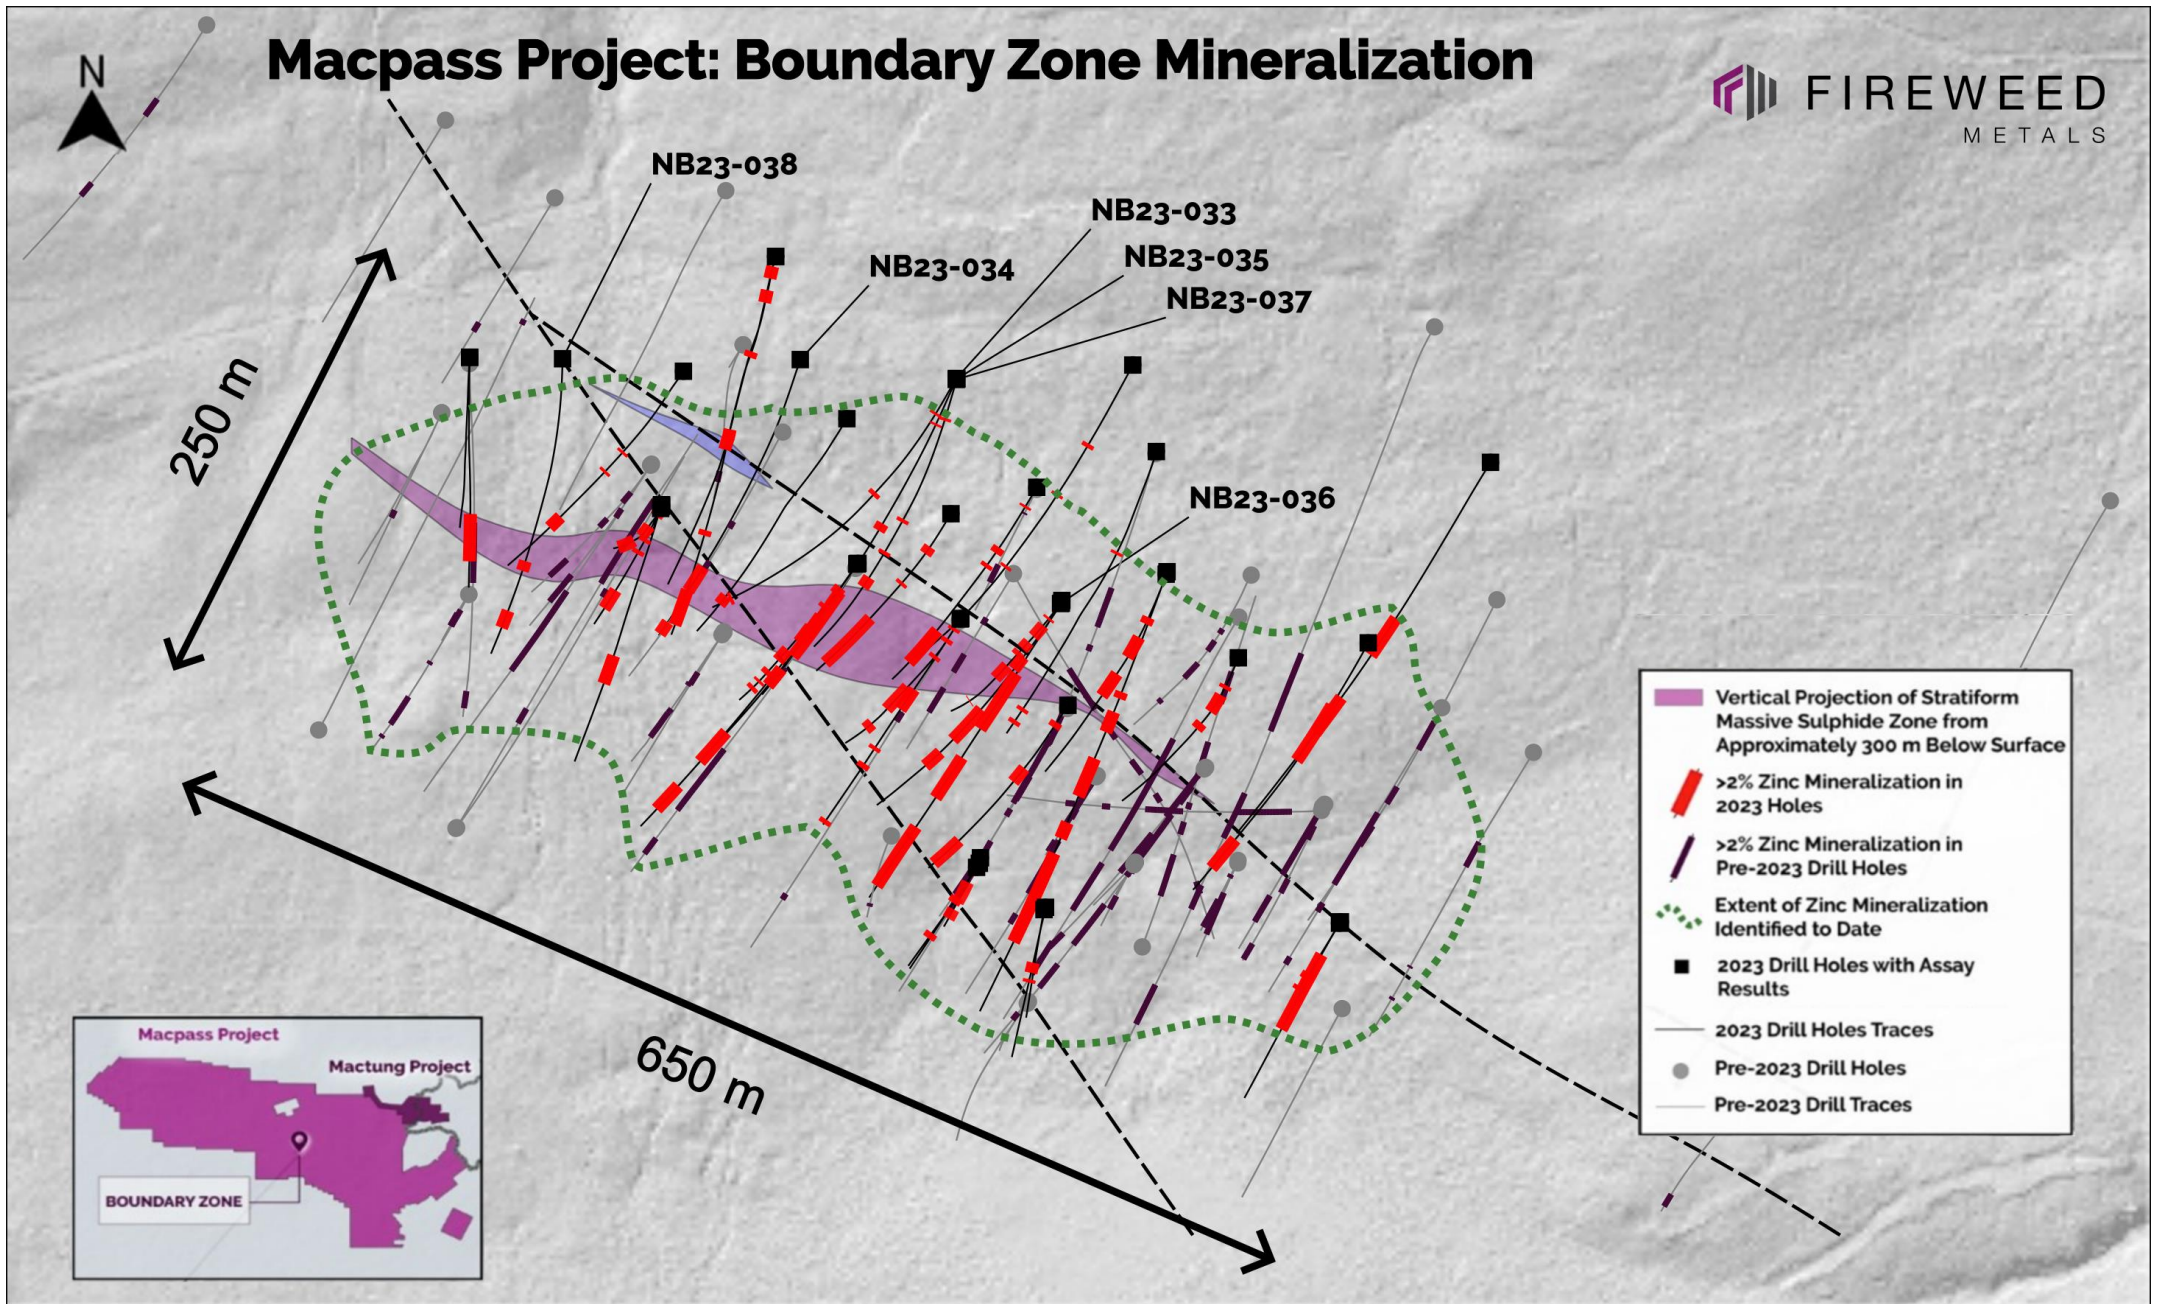 Macpass Project: Boundary Zone Mineralization
N
FIREWEED
METALS
NB23-038
NB23-033
NB23-035
NB23-034
NB23-037
250 m
NB23-036
650 m
Vertical Projection of Stratiform
Massive Sulphide Zone from
Approximately 300 m Below Surface
>2% Zinc Mineralization in
2023 Holes
>2% Zinc Mineralization in
Pre-2023 Drill Holes
Extent of Zinc Mineralization
Identified to Date
2023 Drill Holes with Assay
Results
2023 Drill Holes Traces
Pre-2023 Drill Holes
Pre-2023 Drill Traces
Macpass Project
Mactung Project
BOUNDARY ZONE